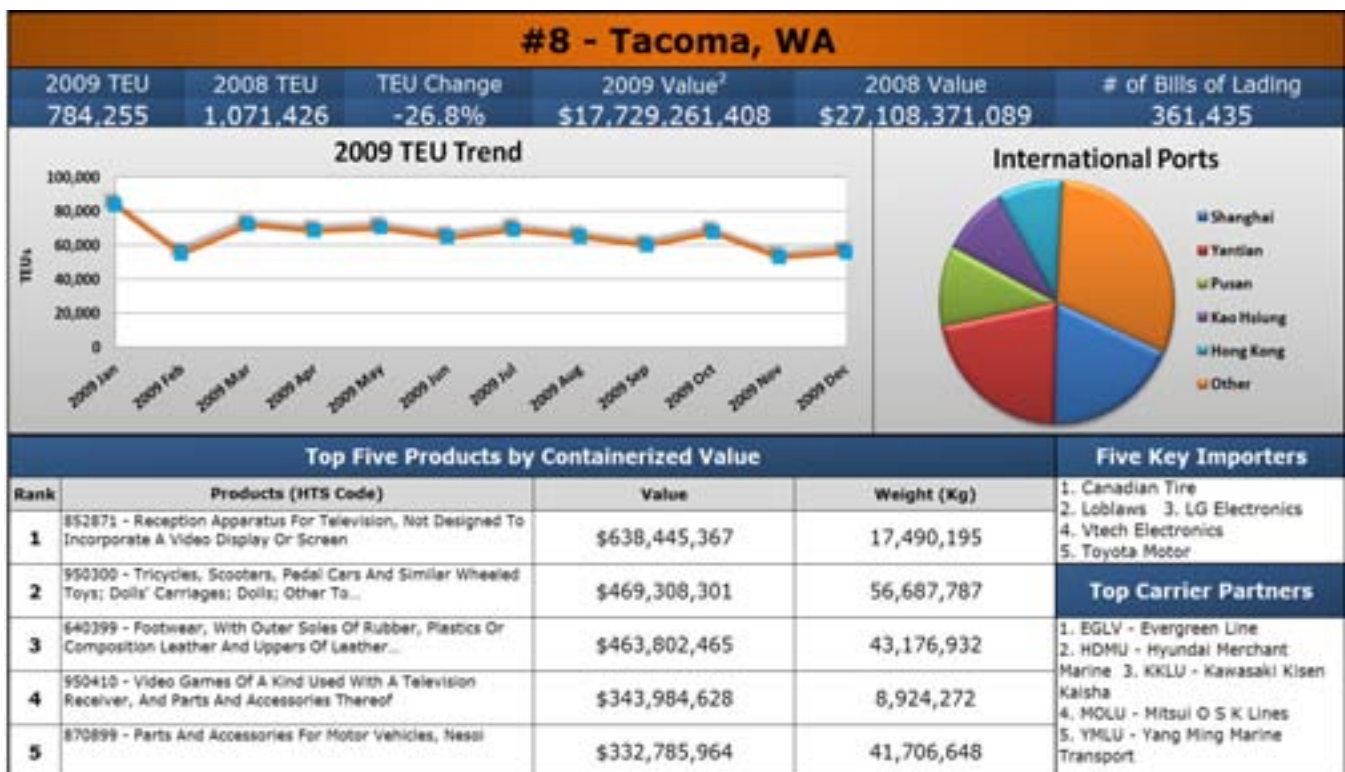 #8 - Tacoma, WA
2009 TEU 2008 TEU TEU Change 2009 Value² 2008 Value # of Bills of Lading
784,255 1,071,426 -26.8% $17,729,261,408 $27,108,371,089 361,435
2009 TEU Trend
100,000
80,000
60,000
40,000
20,000
0
TEUs
2009 Jan 2009 Feb 2009 Mar 2009 Apr 2009 May 2009 Jun 2009 Jul 2009 Aug 2009 Sep 2009 Oct 2009 Nov 2009 Dec
International Ports
Shanghai
Yantian
Pusan
Kao Hsiung
Hong Kong
Other
Top Five Products by Containerized Value
Rank Products (HTS Code) Value Weight (Kg)
1 852871 - Reception Apparatus For Television, Not Designed To
Incorporate A Video Display Or Screen
$638,445,367 17,490,195
2 950300 - Tricycles, Scooters, Pedal Cars And Similar Wheeled
Toys; Dolls' Carriages; Dolls; Other To...
$469,308,301 56,687,787
3 640399 - Footwear, With Outer Soles Of Rubber, Plastics Or
Composition Leather And Uppers Of Leather...
$463,802,465 43,176,932
4 950410 - Video Games Of A Kind Used With A Television
Receiver, And Parts And Accessories Thereof
$343,984,628 8,924,272
5 870899 - Parts And Accessories For Motor Vehicles, Nesoi
$332,785,964 41,706,648
Five Key Importers
1. Canadian Tire
2. Loblaws 3. LG Electronics
4. Vtech Electronics
5. Toyota Motor
Top Carrier Partners
1. EGLV - Evergreen Line
2. HDMU - Hyundai Merchant
Marine 3. KKLU - Kawasaki Kisen
Kaisha
4. MOLU - Mitsui O S K Lines
5. YMLU - Yang Ming Marine
Transport